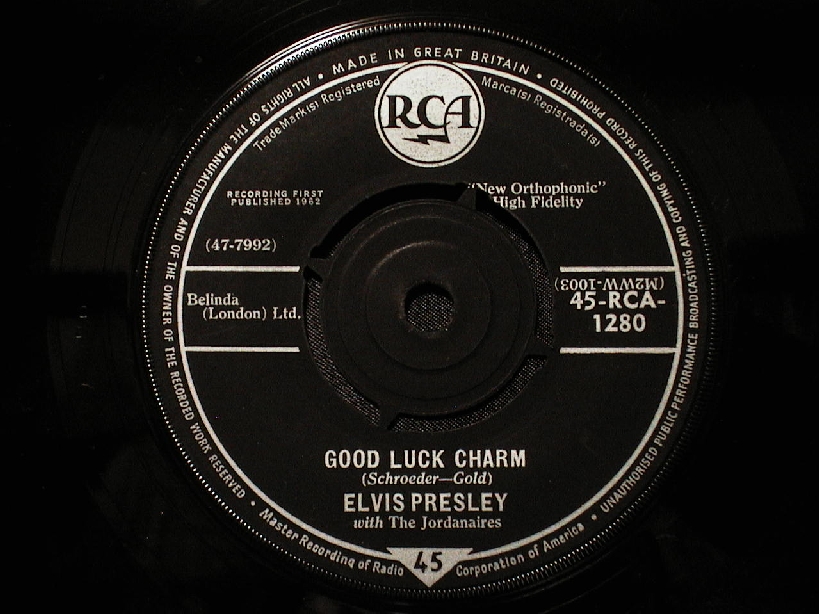 ALL RIGHTS OF THE MANUFACTURER AND OF THE OWNER OF THE RECORDED WORK RESERVED • MADE IN GREAT BRITAIN • UNAUTHORISED PUBLIC PERFORMANCE BROADCASTING AND COPYING OF THIS RECORD PROHIBITED
Trade Mark(s) Registered
RCA
Marca(s) Registrada(s)
RECORDING FIRST
PUBLISHED 1962
"New Orthophonic"
High Fidelity
(47-7992)
(M2WW-1003)
Belinda
(London) Ltd.
45-RCA-
1280
GOOD LUCK CHARM
(Schroeder—Gold)
ELVIS PRESLEY
with The Jordanaires
Master Recording of Radio Corporation of America
45